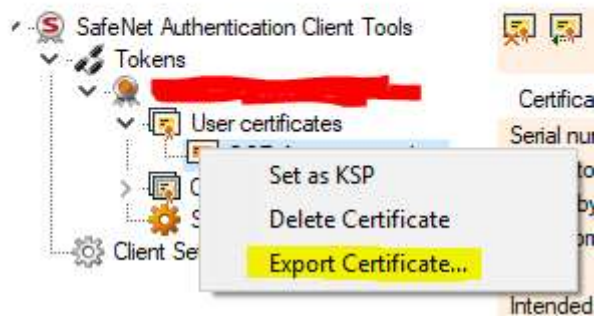 SafeNet Authentication Client Tools
Tokens
Certifica
User certificates
Serial nur
Set as KSP
Delete Certificate
Client Se
Export Certificate...
Intended